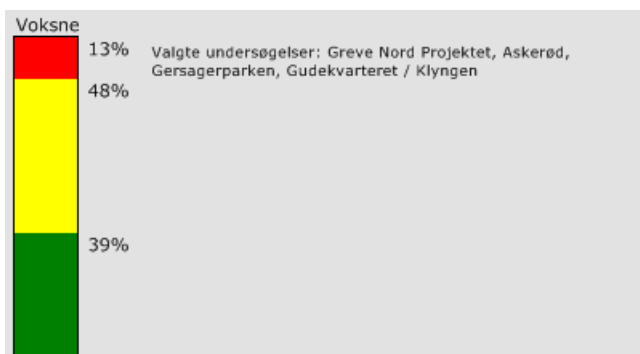 Voksne
13%
Valgte undersøgelser: Greve Nord Projektet, Askerød,
Gersagerparken, Gudekvarteret / Klyngen
48%
39%